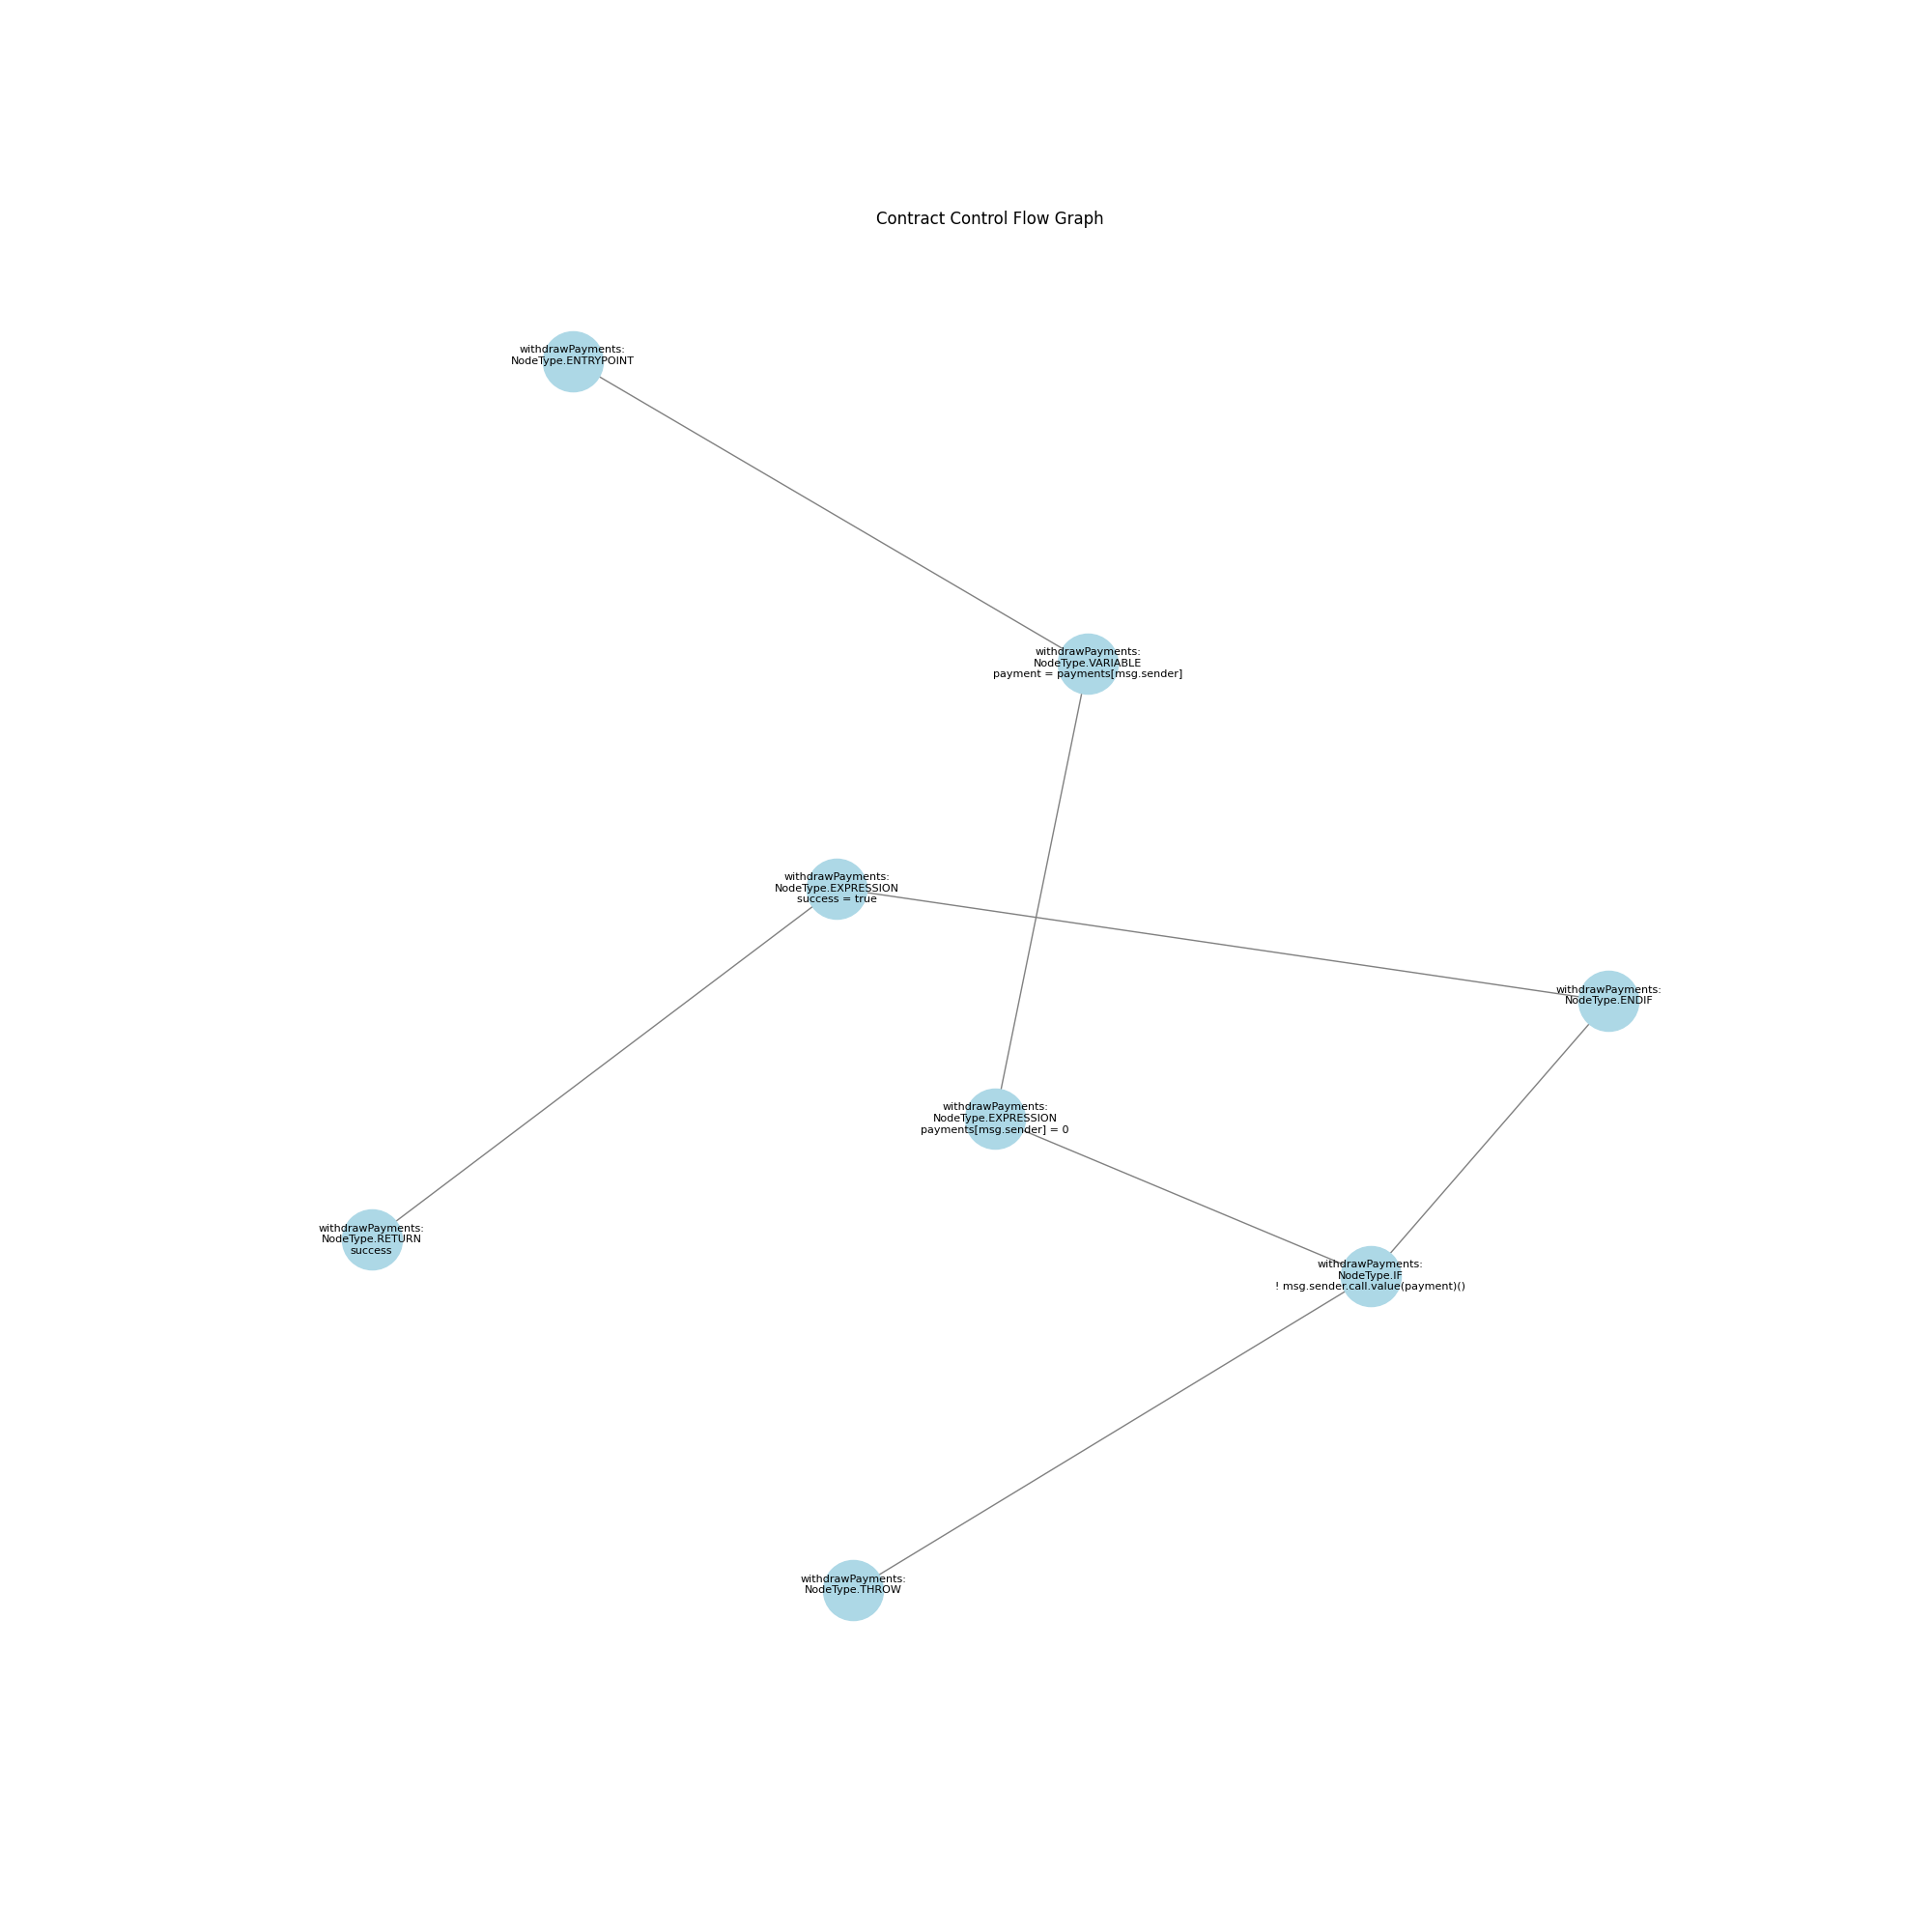 Contract Control Flow Graph
withdrawPayments:
NodeType.ENTRYPOINT
withdrawPayments:
NodeType.VARIABLE
payment = payments[msg.sender]
withdrawPayments:
NodeType.EXPRESSION
success = true
withdrawPayments:
NodeType.ENDIF
withdrawPayments:
NodeType.EXPRESSION
payments[msg.sender] = 0
withdrawPayments:
NodeType.RETURN
success
withdrawPayments:
NodeType.IF
! msg.sender.call.value(payment)()
withdrawPayments:
NodeType.THROW